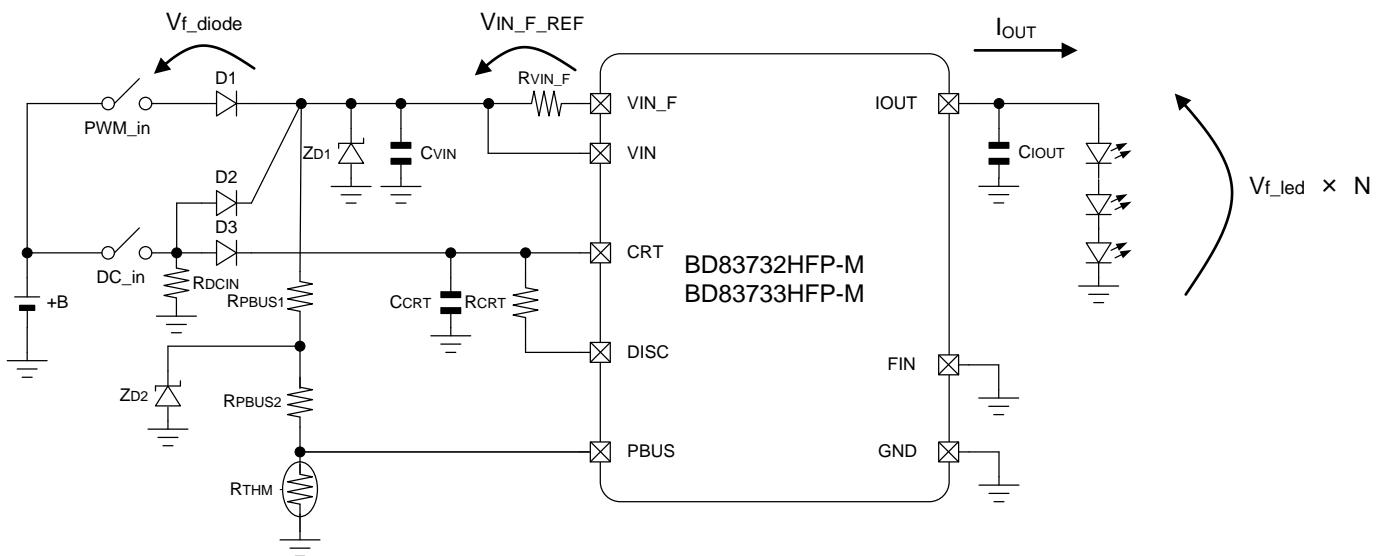 Vf_diode
VIN_F_REF
IOUT
D1
RVIN_F
PWM_in
ZD1
CVIN
VIN_F
VIN
IOUT
CIOUT
Vf_led × N
D2
D3
DC_in
RDCIN
+B
CRT
BD83732HFP-M
BD83733HFP-M
RPBUS1
CCRT
RCRT
DISC
FIN
ZD2
RPBUS2
PBUS
GND
RTHM